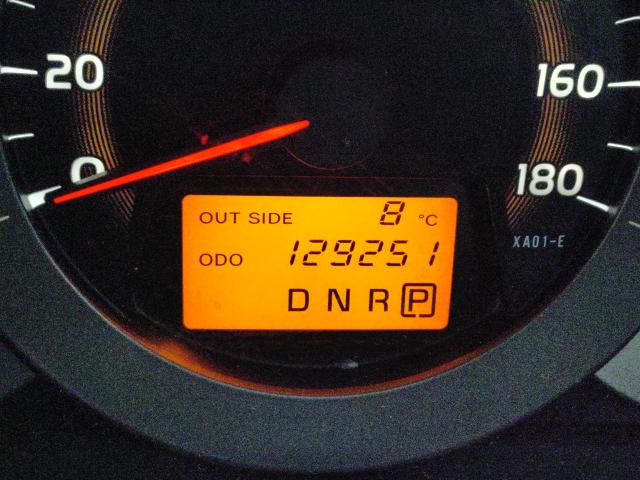 20
160
0
180
OUT SIDE 8 °C
XA01-E
ODO 129251
D N R P